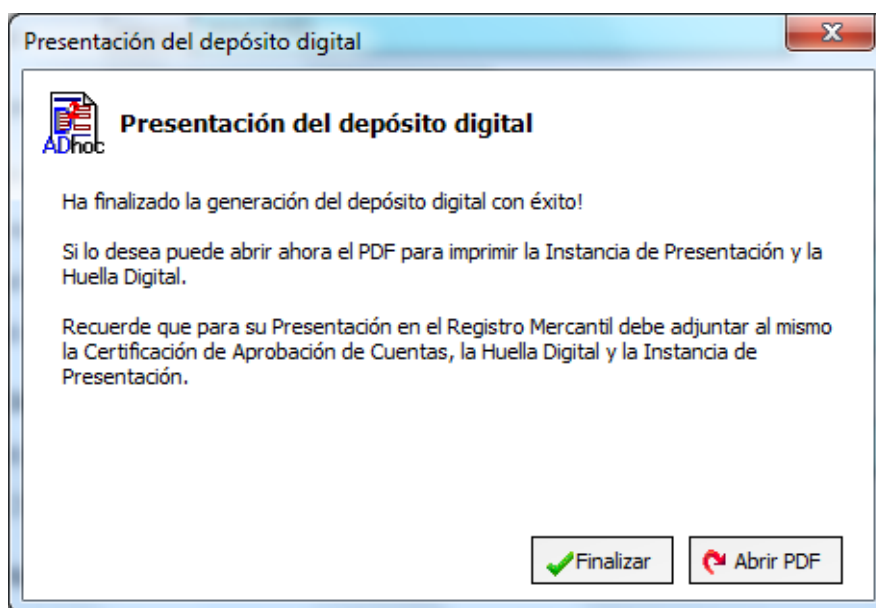 Presentación del depósito digital
X
ADhoc
Presentación del depósito digital
Ha finalizado la generación del depósito digital con éxito!
Si lo desea puede abrir ahora el PDF para imprimir la Instancia de Presentación y la
Huella Digital.
Recuerde que para su Presentación en el Registro Mercantil debe adjuntar al mismo
la Certificación de Aprobación de Cuentas, la Huella Digital y la Instancia de
Presentación.
Finalizar
Abrir PDF